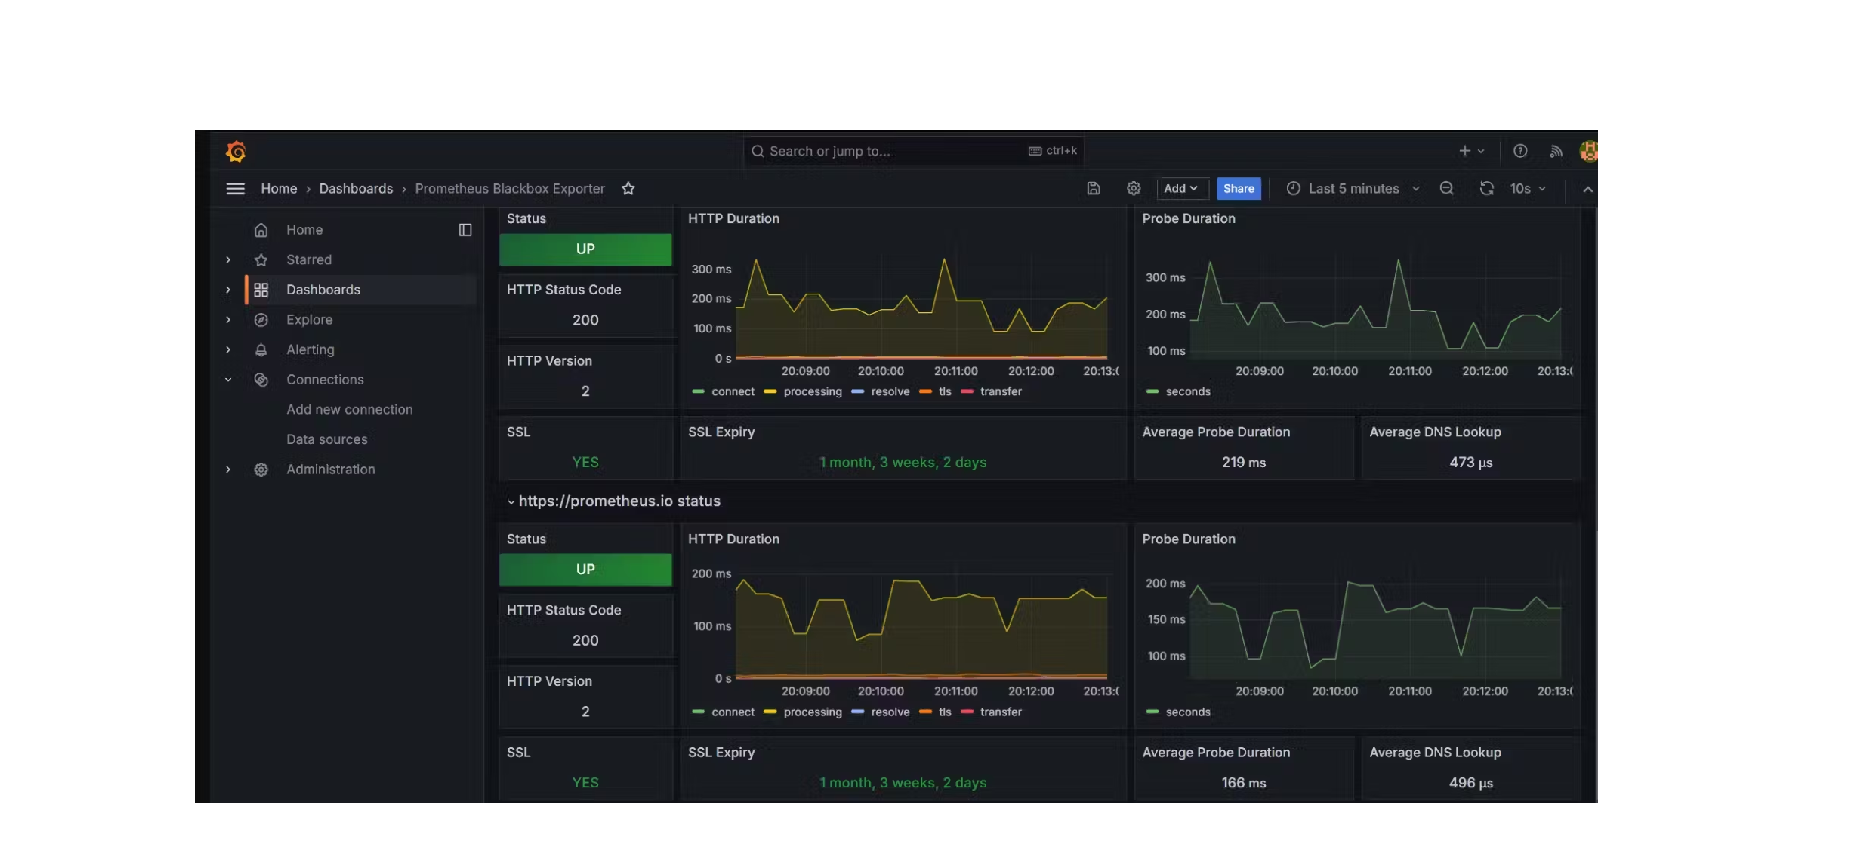 Search or jump to...
ctrl+k
Home › Dashboards › Prometheus Blackbox Exporter
Add
Share
Last 5 minutes
10s
Home
Starred
Dashboards
Explore
Alerting
Connections
Add new connection
Data sources
Administration
Status
UP
HTTP Status Code
200
HTTP Version
2
HTTP Duration
300 ms
200 ms
100 ms
0 s
20:09:00 20:10:00 20:11:00 20:12:00 20:13:0
connect processing resolve tls transfer
Probe Duration
300 ms
200 ms
100 ms
20:09:00 20:10:00 20:11:00 20:12:00 20:13:0
seconds
SSL
YES
SSL Expiry
1 month, 3 weeks, 2 days
Average Probe Duration
219 ms
Average DNS Lookup
473 µs
https://prometheus.io status
Status
UP
HTTP Status Code
200
HTTP Version
2
HTTP Duration
200 ms
100 ms
0 s
20:09:00 20:10:00 20:11:00 20:12:00 20:13:0
connect processing resolve tls transfer
Probe Duration
200 ms
150 ms
100 ms
20:09:00 20:10:00 20:11:00 20:12:00 20:13:0
seconds
SSL
YES
SSL Expiry
1 month, 3 weeks, 2 days
Average Probe Duration
166 ms
Average DNS Lookup
496 µs